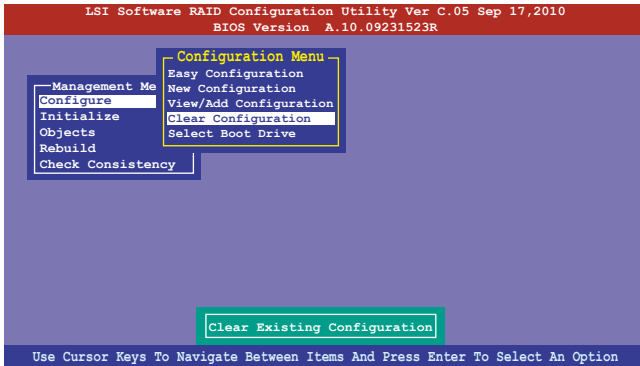 LSI Software RAID Configuration Utility Ver C.05 Sep 17,2010
BIOS Version A.10.09231523R
Configuration Menu
Easy Configuration
New Configuration
View/Add Configuration
Clear Configuration
Select Boot Drive
Management Me
Configure
Initialize
Objects
Rebuild
Check Consistency
Clear Existing Configuration
Use Cursor Keys To Navigate Between Items And Press Enter To Select An Option